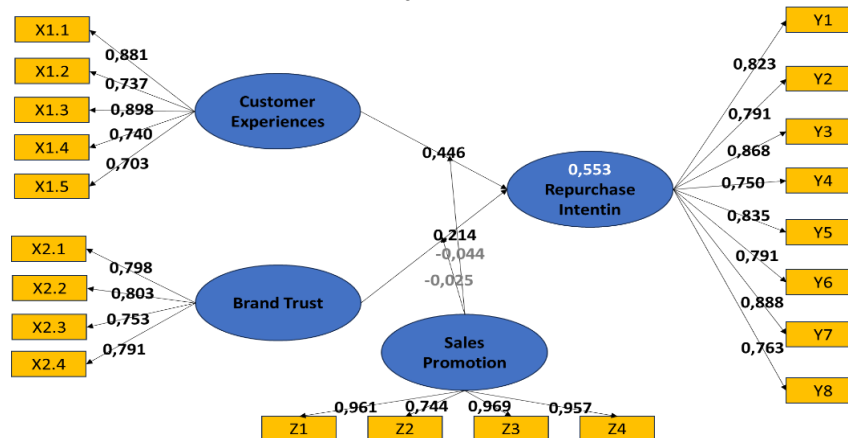 X1.1
X1.2
X1.3
X1.4
X1.5
0,881
0,737
0,898
0,740
0,703
Customer
Experiences
X2.1
X2.2
X2.3
X2.4
0,798
0,803
0,753
0,791
Brand Trust
0,446
0,214
-0,044
-0,025
0,553
Repurchase
Intentin
Sales
Promotion
0,961
0,744
0,969
0,957
Z1
Z2
Z3
Z4
0,823
0,791
0,868
0,750
0,835
0,791
0,888
0,763
Y1
Y2
Y3
Y4
Y5
Y6
Y7
Y8